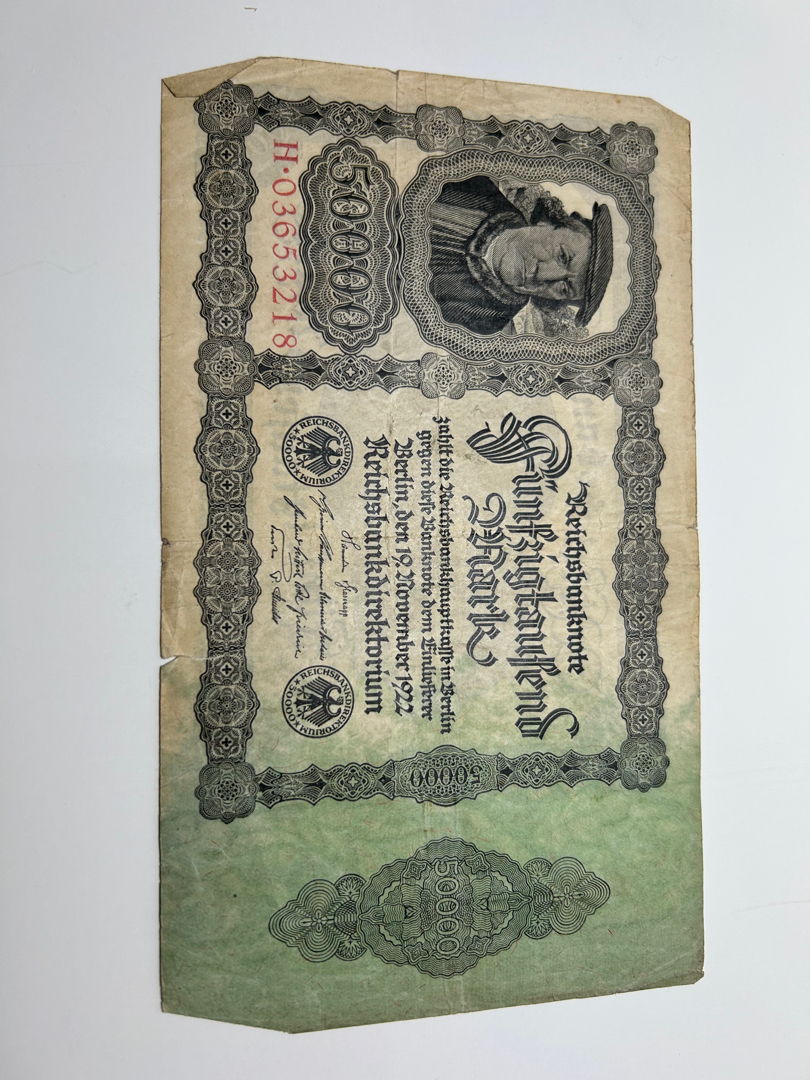 H·03653218
50000
Reichsbanknote
Fünfzigtausend
Mark
zahlt die Reichsbankhauptkasse in Berlin
gegen diese Banknote dem Einlieferer
Berlin, den 19. November 1922
Reichsbankdirektorium
REICHSBANKDIREKTORIUM ★ 50000 ★
REICHSBANKDIREKTORIUM ★ 50000 ★
50000
50000